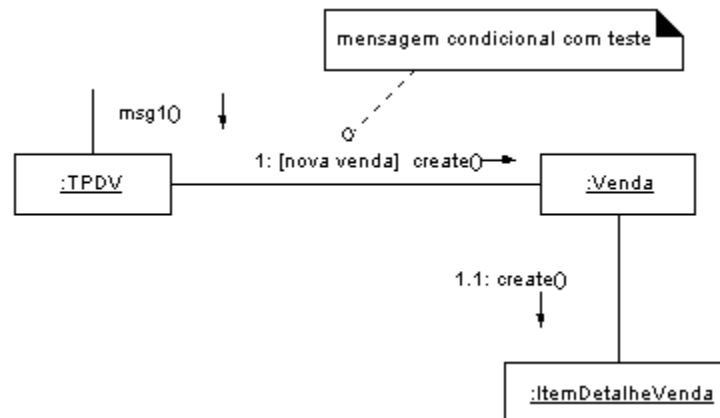 mensagem condicional com teste
msg1()
1: [nova venda] create()
:TPDV
:Venda
1.1: create()
:ItemDetalheVenda